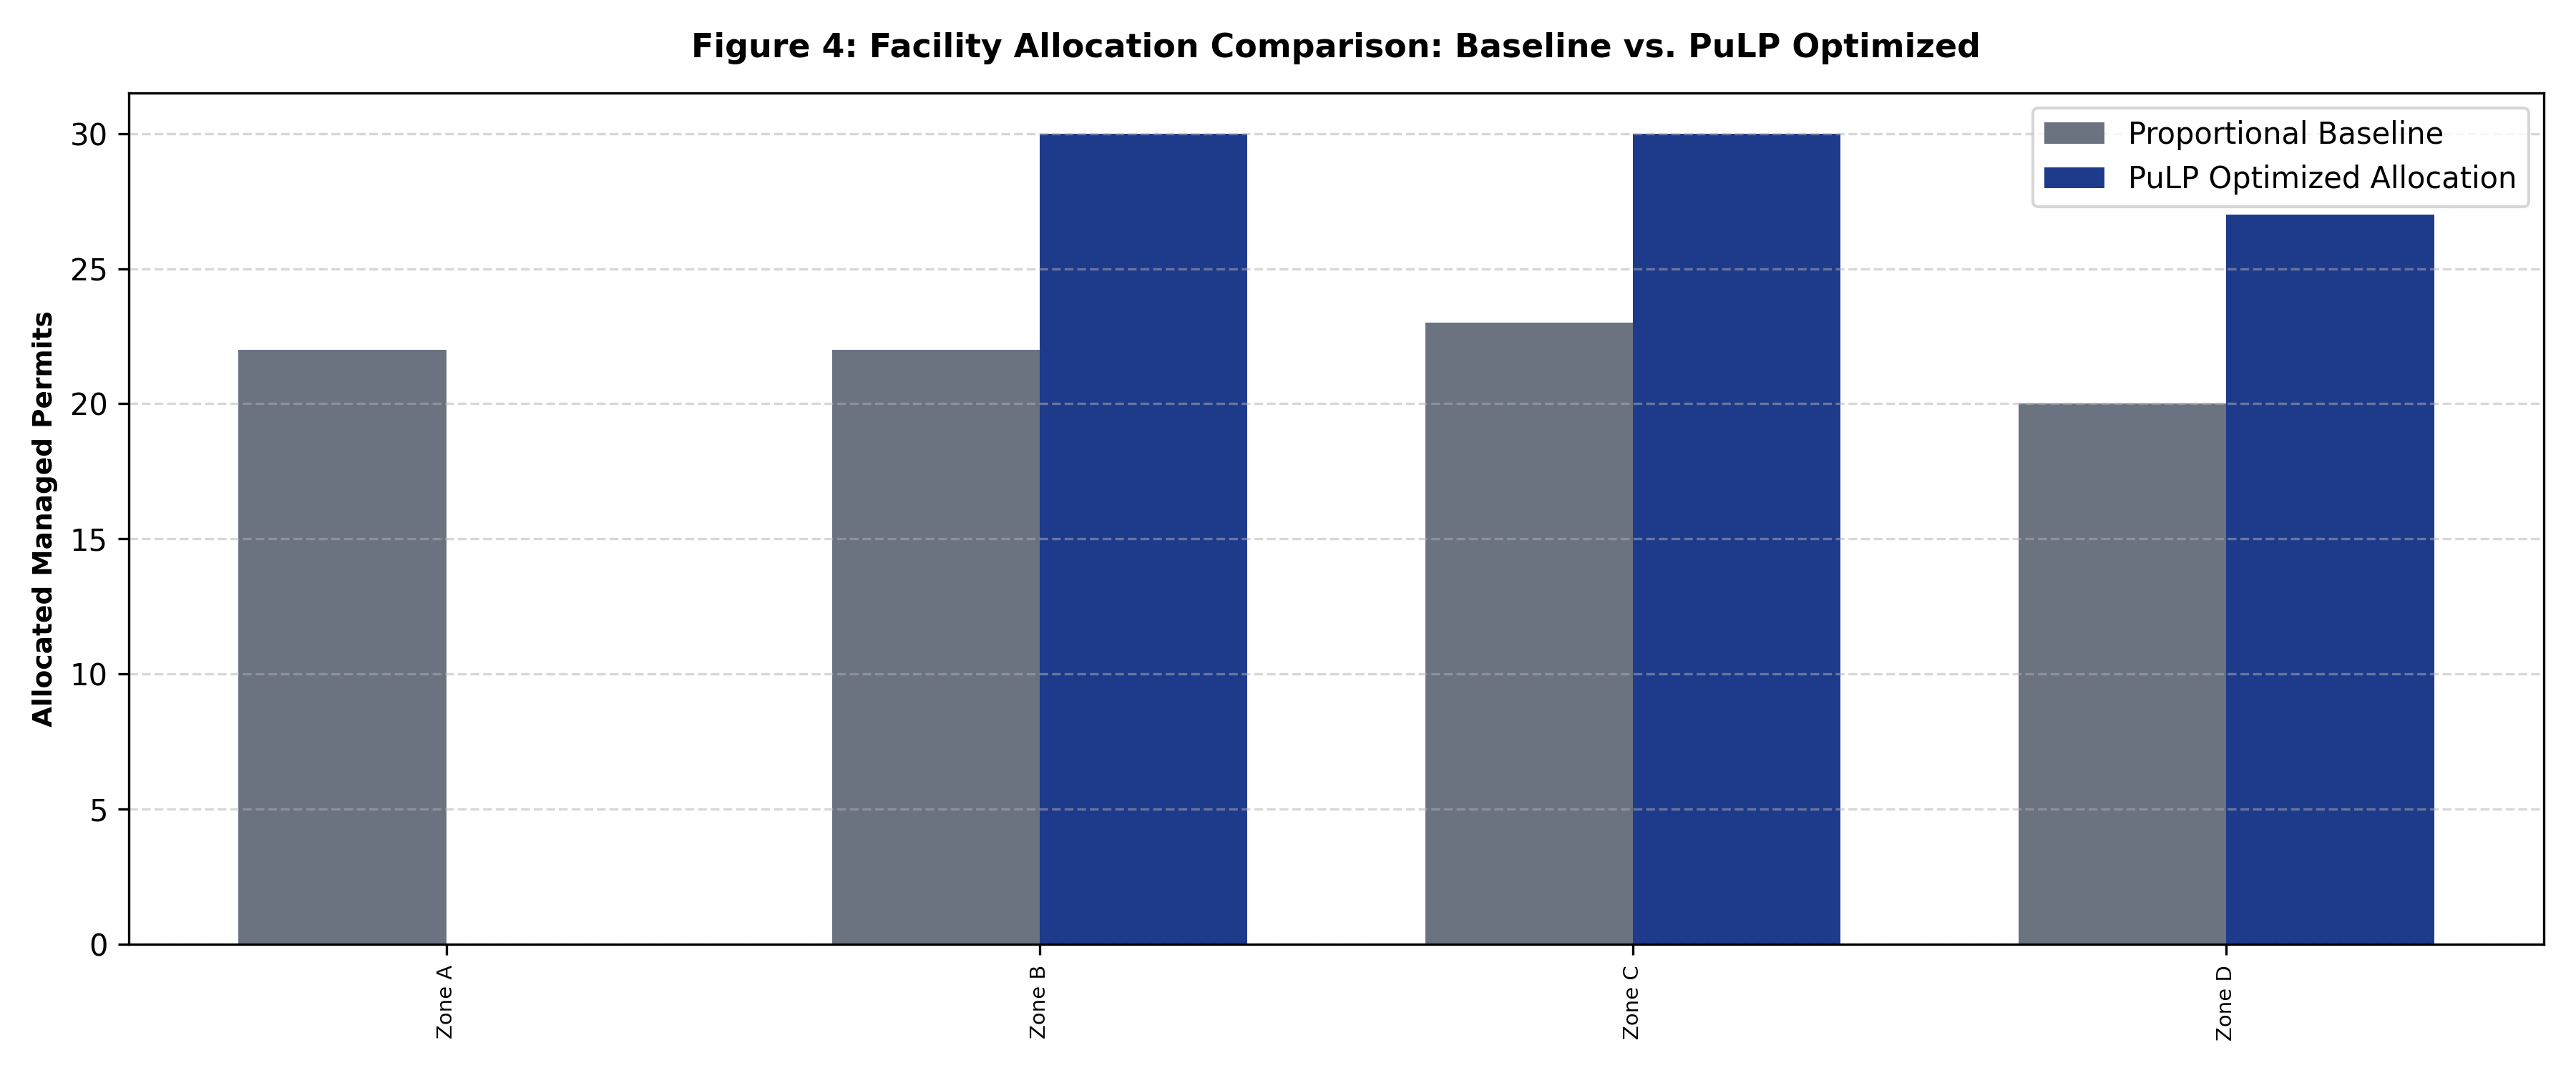 Figure 4: Facility Allocation Comparison: Baseline vs. PuLP Optimized
Proportional Baseline
PuLP Optimized Allocation
Allocated Managed Permits
30
25
20
15
10
5
0
Zone A
Zone B
Zone C
Zone D